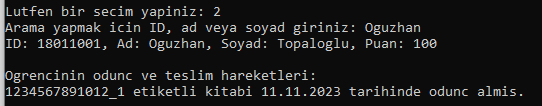 Lutfen bir secim yapiniz: 2
Arama yapmak icin ID, ad veya soyad giriniz: Oguzhan
ID: 18011001, Ad: Oguzhan, Soyad: Topaloglu, Puan: 100
Ogrencinin odunc ve teslim hareketleri:
1234567891012_1 etiketli kitabi 11.11.2023 tarihinde odunc almis.